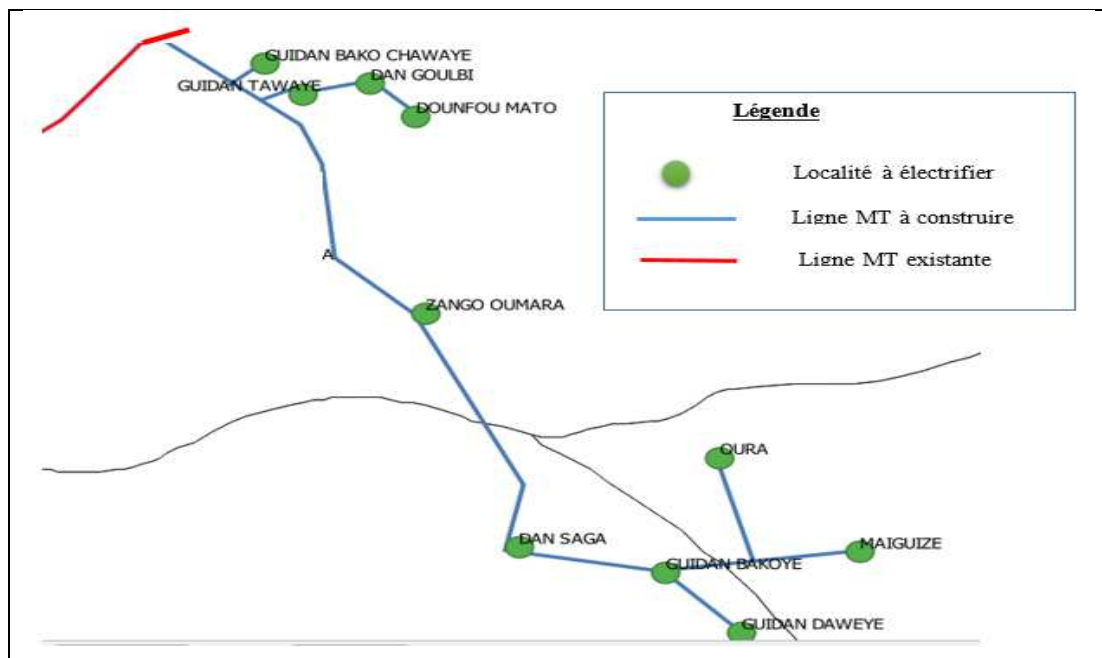 GUIDAN BAKO CHAWAYE
GUIDAN TAWAYE
DAN GOULBI
DOUNFOU MATO
Légende
Localité à électrifier
Ligne MT à construire
Ligne MT existante
A
ZANGO OUMARA
OURA
DAN SAGA
MAIGUIZE
GUIDAN BAKOYE
GUIDAN DAWEYE